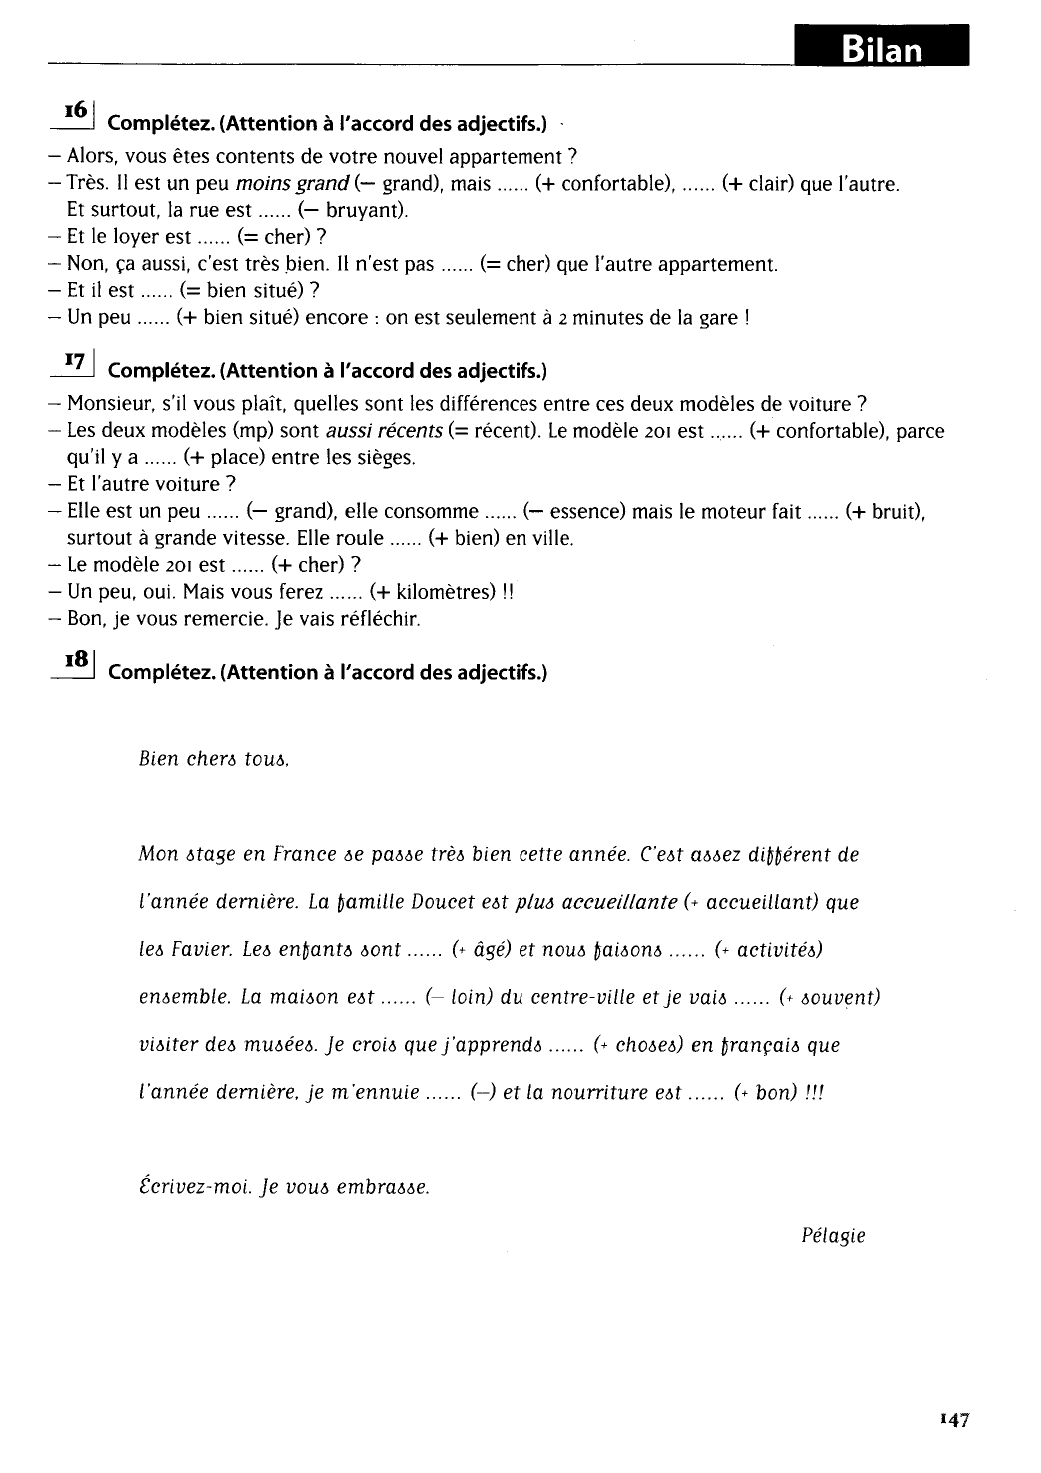 Bilan
16 Complétez. (Attention à l'accord des adjectifs.)
– Alors, vous êtes contents de votre nouvel appartement ?
– Très. Il est un peu moins grand (– grand), mais ...... (+ confortable), ...... (+ clair) que l'autre.
Et surtout, la rue est ...... (– bruyant).
– Et le loyer est ...... (= cher) ?
– Non, ça aussi, c'est très bien. Il n'est pas ...... (= cher) que l'autre appartement.
– Et il est ...... (= bien situé) ?
– Un peu ...... (+ bien situé) encore : on est seulement à 2 minutes de la gare !
17 Complétez. (Attention à l'accord des adjectifs.)
– Monsieur, s'il vous plaît, quelles sont les différences entre ces deux modèles de voiture ?
– Les deux modèles (mp) sont aussi récents (= récent). Le modèle 201 est ...... (+ confortable), parce
qu'il y a ...... (+ place) entre les sièges.
– Et l'autre voiture ?
– Elle est un peu ...... (– grand), elle consomme ...... (– essence) mais le moteur fait ...... (+ bruit),
surtout à grande vitesse. Elle roule ...... (+ bien) en ville.
– Le modèle 201 est ...... (+ cher) ?
– Un peu, oui. Mais vous ferez ...... (+ kilomètres) !!
– Bon, je vous remercie. Je vais réfléchir.
18 Complétez. (Attention à l'accord des adjectifs.)
Bien chers tous,
Mon stage en France se passe très bien cette année. C'est assez différent de
l'année dernière. La famille Doucet est plus accueillante (+ accueillant) que
les Favier. Les enfants sont ...... (+ âgé) et nous faisons ...... (+ activités)
ensemble. La maison est ...... (– loin) du centre-ville et je vais ...... (+ souvent)
visiter des musées. Je crois que j'apprends ...... (+ choses) en français que
l'année dernière, je m'ennuie ...... (–) et la nourriture est ...... (+ bon) !!!
Écrivez-moi. Je vous embrasse.
Pélagie
147